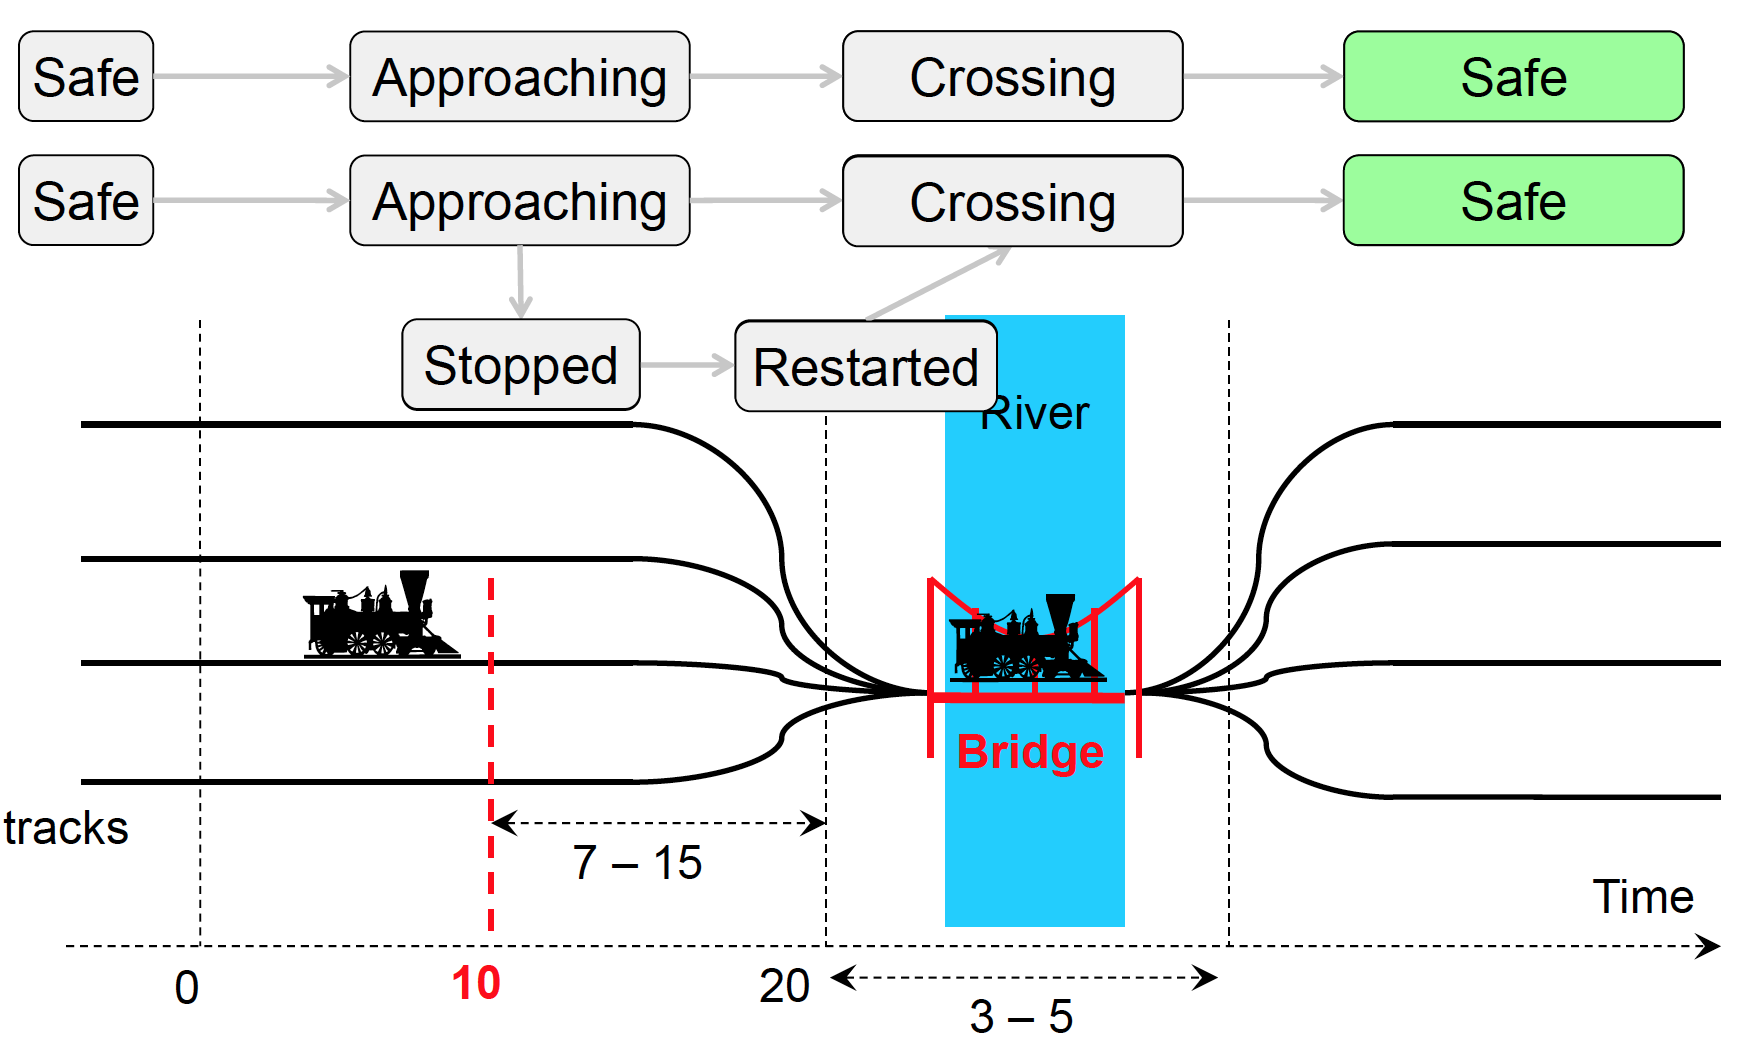 Safe
Approaching
Crossing
Safe
Safe
Approaching
Crossing
Safe
Stopped
Restarted
River
Bridge
tracks
7 – 15
Time
0
10
20
3 – 5